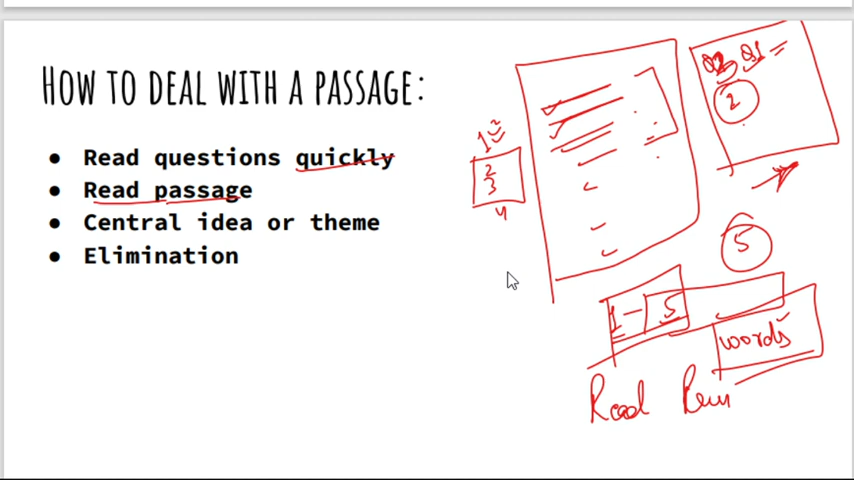 HOW TO DEAL WITH A PASSAGE:
● Read questions quickly
● Read passage
● Central idea or theme
● Elimination
Q1
2
1
2
3
4
5
1 - 5
words
Read